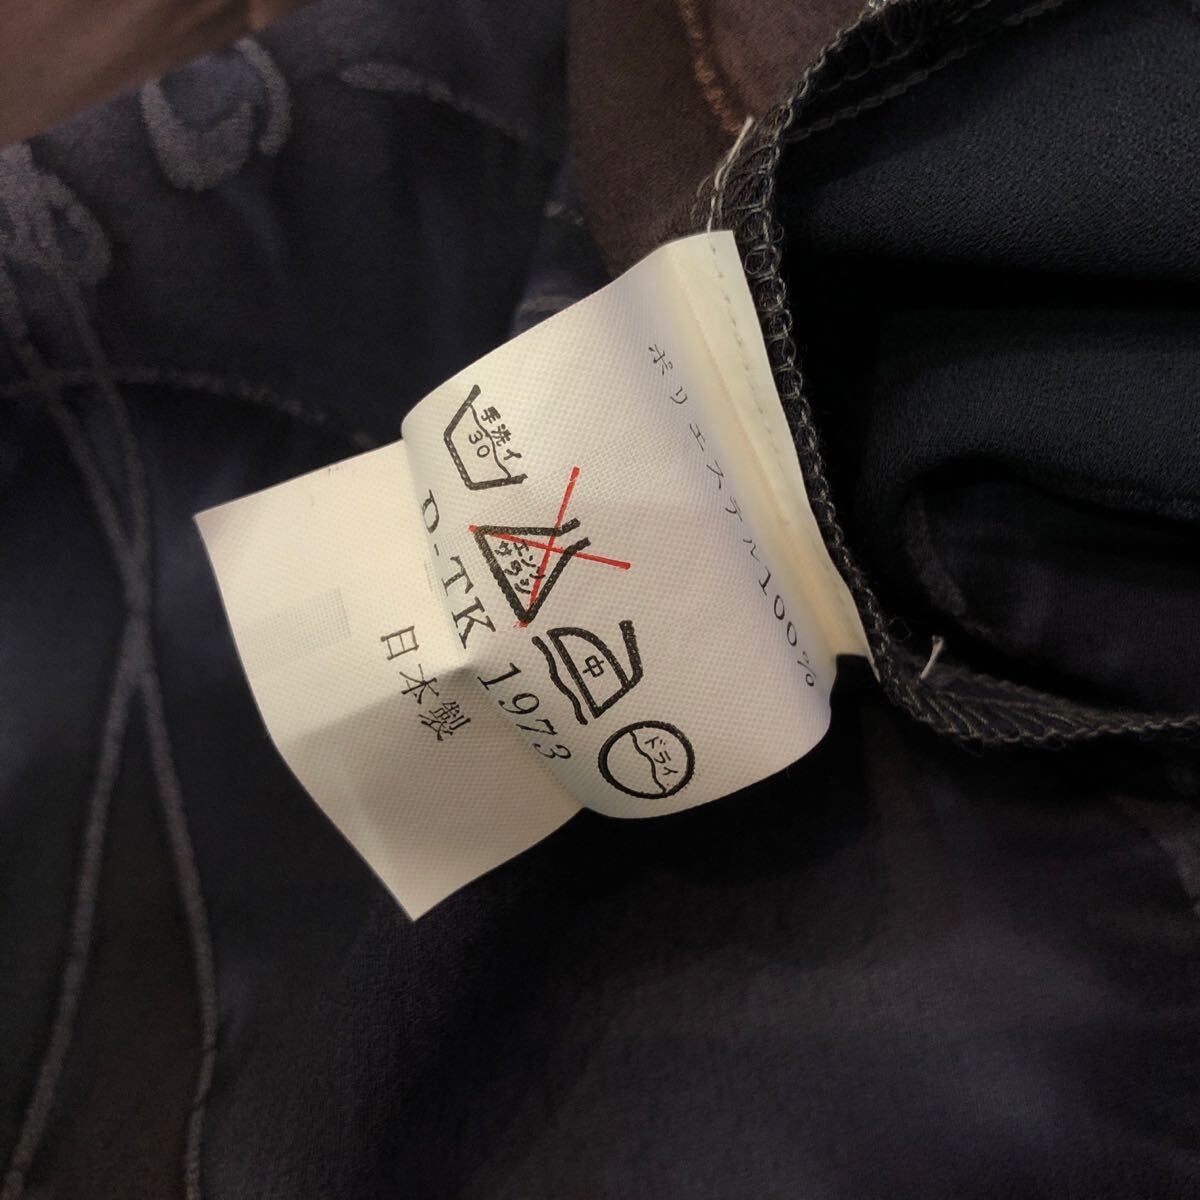 ポリエステル100%
手洗イ
30
エンソ
サラシ
中
ドライ
D-TK 1973
日本製